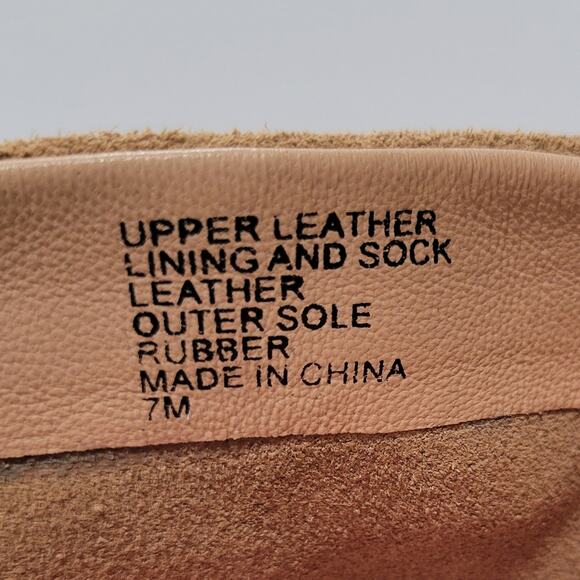 UPPER LEATHER
LINING AND SOCK
LEATHER
OUTER SOLE
RUBBER
MADE IN CHINA
7M